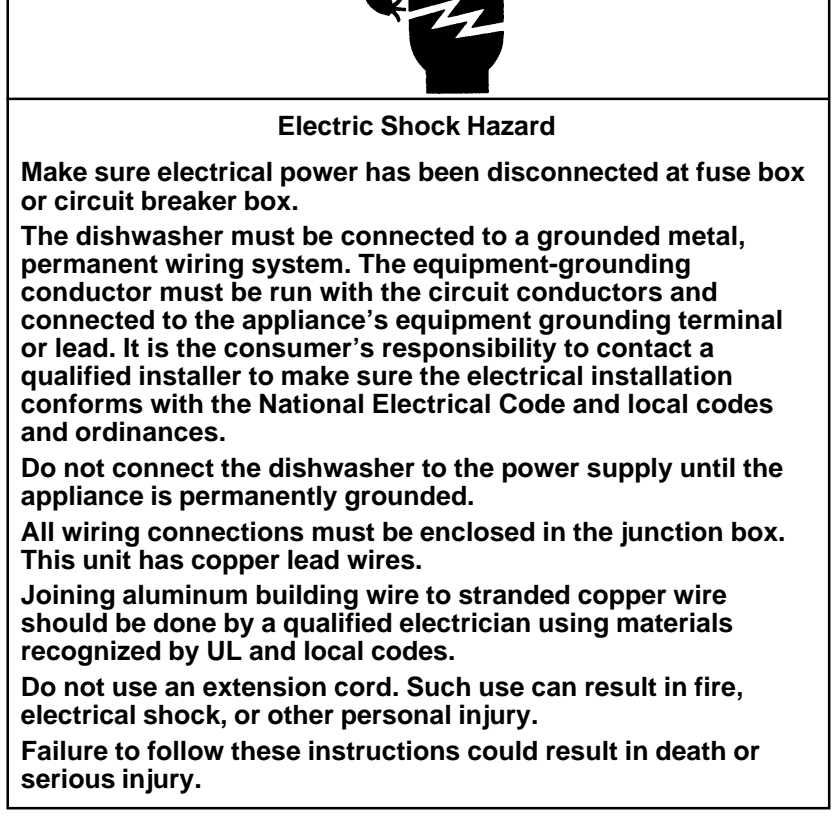 Electric Shock Hazard
Make sure electrical power has been disconnected at fuse box
or circuit breaker box.
The dishwasher must be connected to a grounded metal,
permanent wiring system. The equipment-grounding
conductor must be run with the circuit conductors and
connected to the appliance's equipment grounding terminal
or lead. It is the consumer's responsibility to contact a
qualified installer to make sure the electrical installation
conforms with the National Electrical Code and local codes
and ordinances.
Do not connect the dishwasher to the power supply until the
appliance is permanently grounded.
All wiring connections must be enclosed in the junction box.
This unit has copper lead wires.
Joining aluminum building wire to stranded copper wire
should be done by a qualified electrician using materials
recognized by UL and local codes.
Do not use an extension cord. Such use can result in fire,
electrical shock, or other personal injury.
Failure to follow these instructions could result in death or
serious injury.